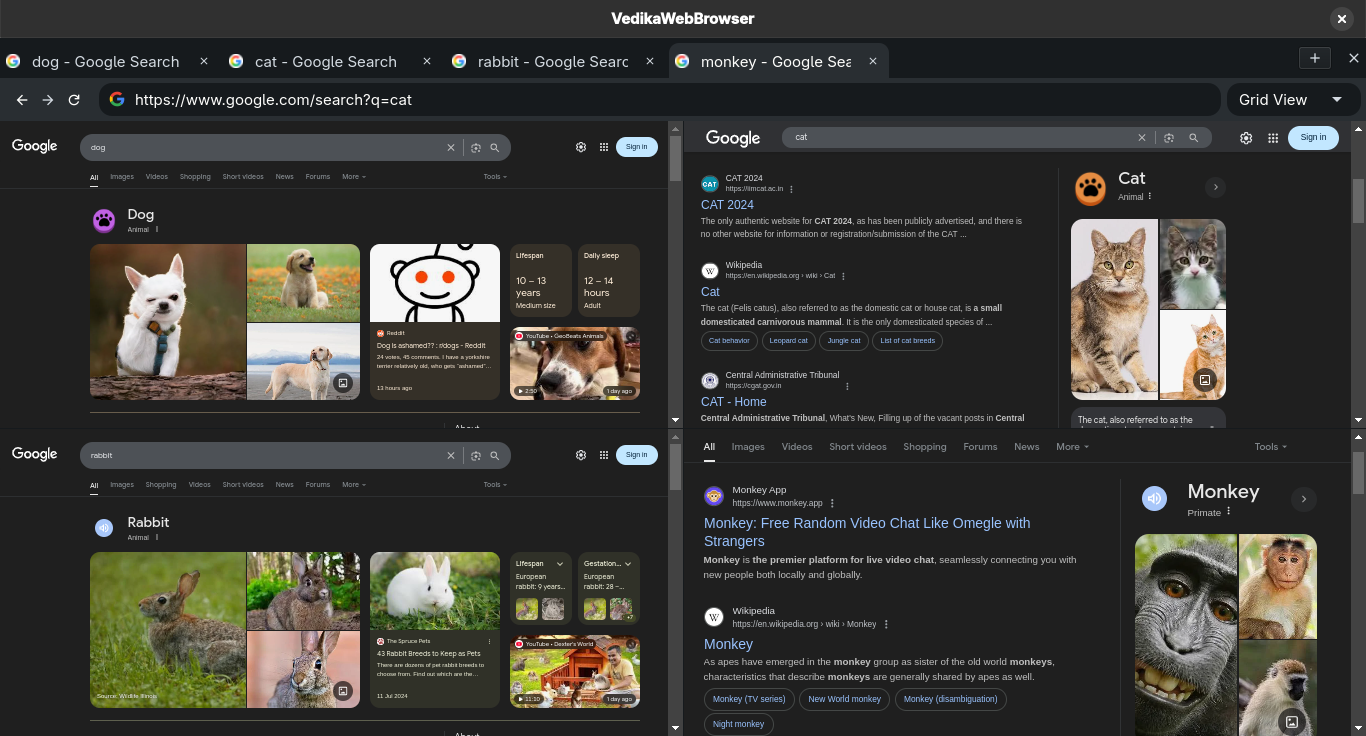 VedikaWebBrowser
dog - Google Search
cat - Google Search
rabbit - Google Searc
monkey - Google Sea
https://www.google.com/search?q=cat
Grid View
Google
dog
Sign in
All Images Videos Shopping Short videos News Forums More Tools
Dog
Animal
Reddit
Dog is ashamed?? : r/dogs - Reddit
24 votes, 45 comments. I have a yorkshire
terrier relatively old, who gets "ashamed"...
13 hours ago
Lifespan
10 – 13
years
Medium size
Daily sleep
12 – 14
hours
Adult
YouTube • GeoBeats Animals
2:50
1 day ago
About
Google
cat
Sign in
CAT
CAT 2024
https://iimcat.ac.in
CAT 2024
The only authentic website for CAT 2024, as has been publicly advertised, and there is
no other website for information or registration/submission of the CAT ...
W
Wikipedia
https://en.wikipedia.org › wiki › Cat
Cat
The cat (Felis catus), also referred to as the domestic cat or house cat, is a small
domesticated carnivorous mammal. It is the only domesticated species of ...
Cat behavior
Leopard cat
Jungle cat
List of cat breeds
Central Administrative Tribunal
https://cgat.gov.in
CAT - Home
Central Administrative Tribunal, What's New, Filling up of the vacant posts in Central
Cat
Animal
The cat, also referred to as the
Google
rabbit
Sign in
All Images Shopping Videos Short videos News Forums More Tools
Rabbit
Animal
Source: Wildlife Illinois
The Spruce Pets
43 Rabbit Breeds to Keep as Pets
There are dozens of pet rabbit breeds to
choose from. Find out which are the...
11 Jul 2024
Lifespan
European
rabbit: 9 years...
Gestation...
European
rabbit: 28 –...
+7
YouTube • Dexter's World
11:10
1 day ago
About
All Images Videos Short videos Shopping Forums News More Tools
Monkey App
https://www.monkey.app
Monkey: Free Random Video Chat Like Omegle with
Strangers
Monkey is the premier platform for live video chat, seamlessly connecting you with
new people both locally and globally.
W
Wikipedia
https://en.wikipedia.org › wiki › Monkey
Monkey
As apes have emerged in the monkey group as sister of the old world monkeys,
characteristics that describe monkeys are generally shared by apes as well.
Monkey (TV series)
New World monkey
Monkey (disambiguation)
Night monkey
Monkey
Primate